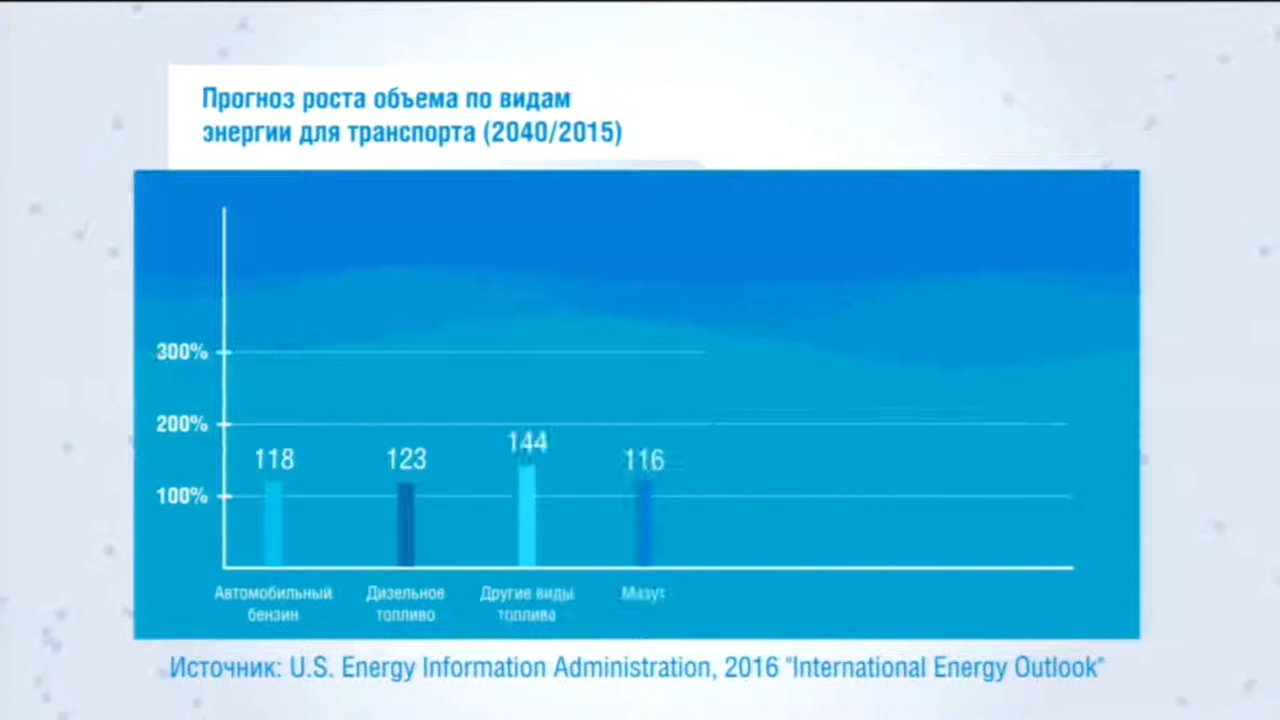 Прогноз роста объема по видам
энергии для транспорта (2040/2015)
300%
200%
100%
118
123
144
116
Автомобильный
бензин
Дизельное
топливо
Другие виды
топлива
Мазут
Источник: U.S. Energy Information Administration, 2016 "International Energy Outlook"